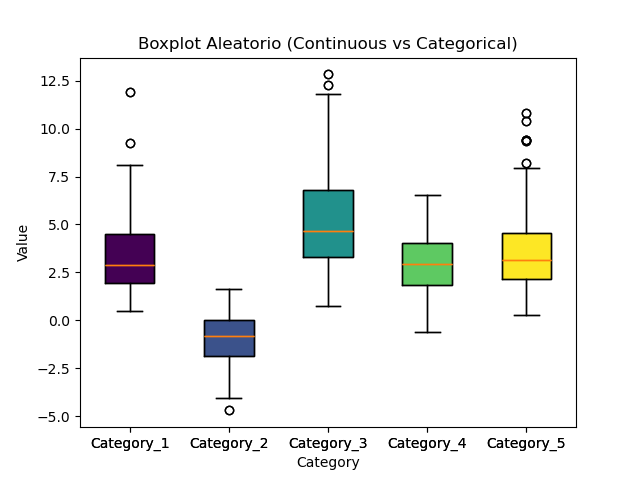 Boxplot Aleatorio (Continuous vs Categorical)
12.5
10.0
7.5
5.0
2.5
0.0
−2.5
−5.0
Value
Category_1 Category_2 Category_3 Category_4 Category_5
Category